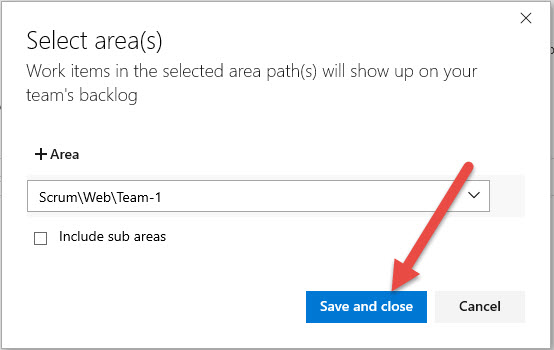 Select area(s)
Work items in the selected area path(s) will show up on your
team's backlog
+ Area
Scrum\Web\Team-1
Include sub areas
Save and close
Cancel